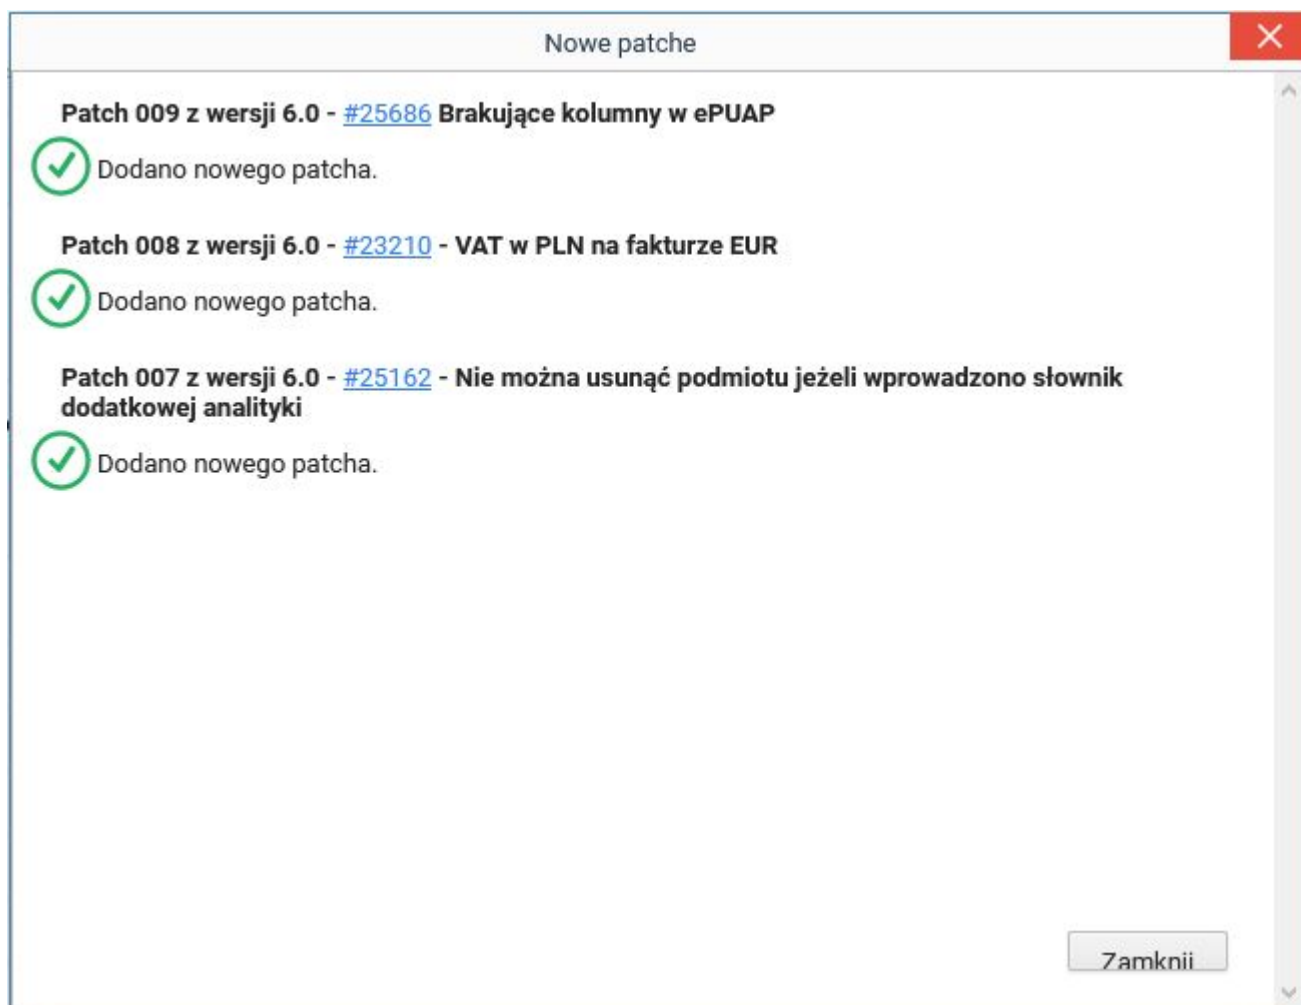 Nowe patche
Patch 009 z wersji 6.0 - #25686 Brakujące kolumny w ePUAP
Dodano nowego patcha.
Patch 008 z wersji 6.0 - #23210 - VAT w PLN na fakturze EUR
Dodano nowego patcha.
Patch 007 z wersji 6.0 - #25162 - Nie można usunąć podmiotu jeżeli wprowadzono słownik
dodatkowej analityki
Dodano nowego patcha.
Zamknij